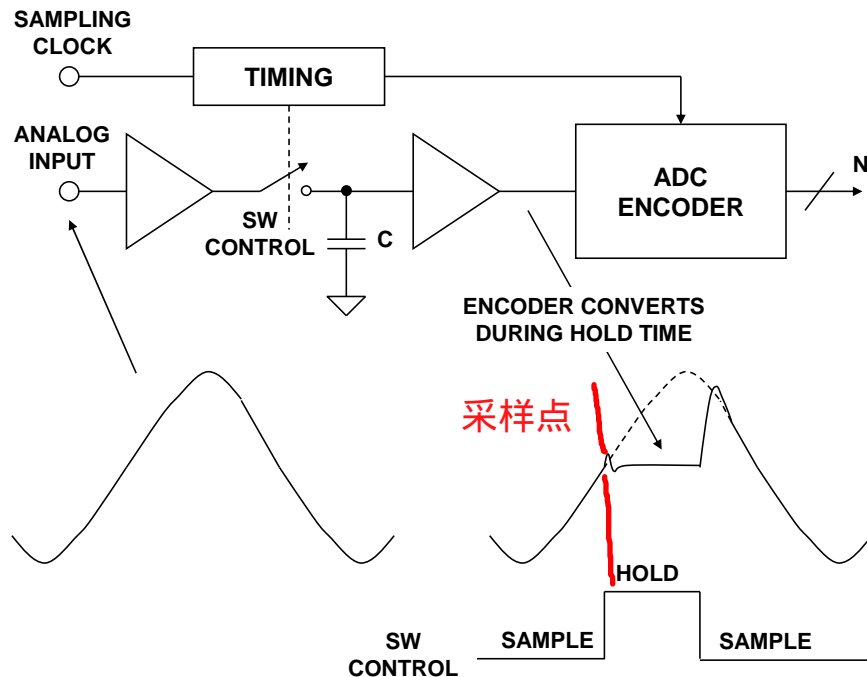 SAMPLING
CLOCK
TIMING
ANALOG
INPUT
ADC
ENCODER
N
SW
CONTROL
C
ENCODER CONVERTS
DURING HOLD TIME
采样点
HOLD
SW
CONTROL
SAMPLE
SAMPLE